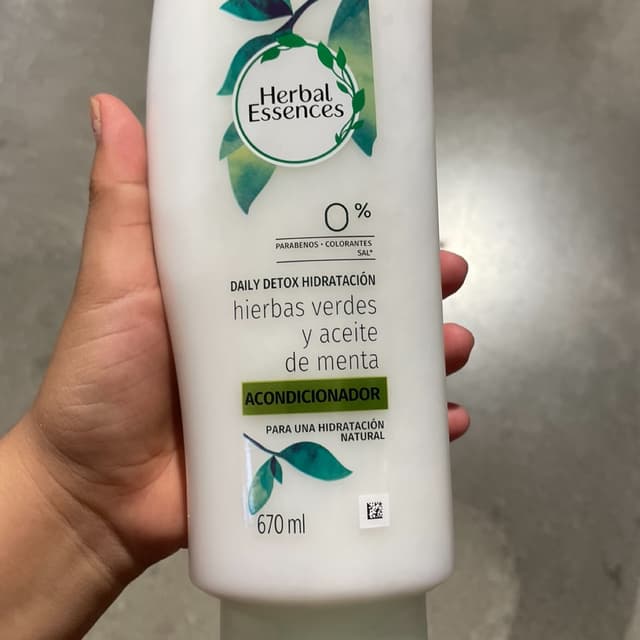 Herbal
Essences
0%
PARABENOS • COLORANTES
SAL*
DAILY DETOX HIDRATACIÓN
hierbas verdes
y aceite
de menta
ACONDICIONADOR
PARA UNA HIDRATACIÓN
NATURAL
670 ml